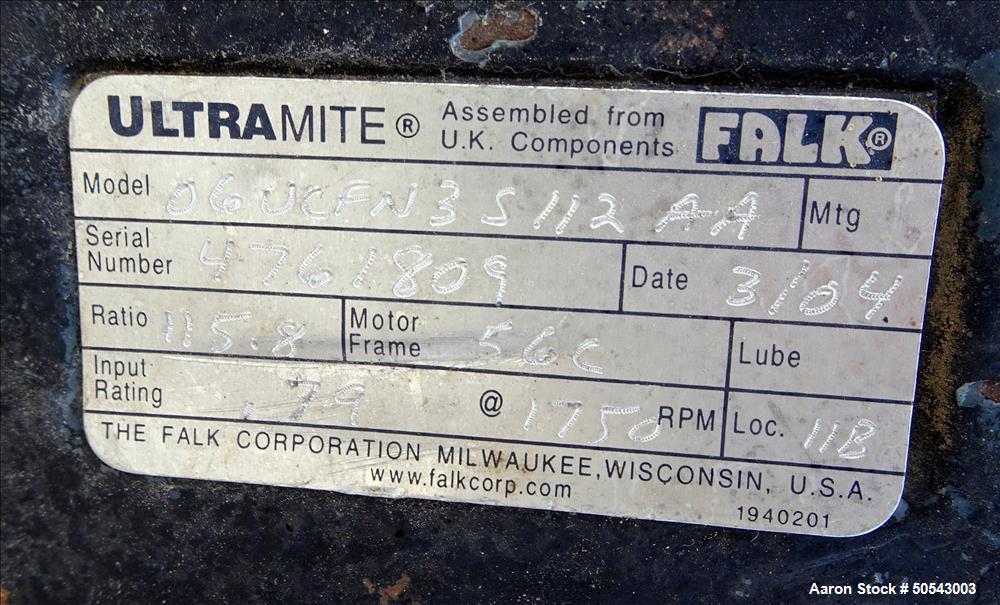 ULTRAMITE® Assembled from U.K. Components FALK®
Model 06UCFN3S112AA Mtg
Serial Number 4761809 Date 3/04
Ratio 115.8 Motor Frame 56C Lube
Input Rating .79 @ 1750 RPM Loc. 11B
THE FALK CORPORATION MILWAUKEE, WISCONSIN, U.S.A.
www.falkcorp.com
1940201
Aaron Stock # 50543003